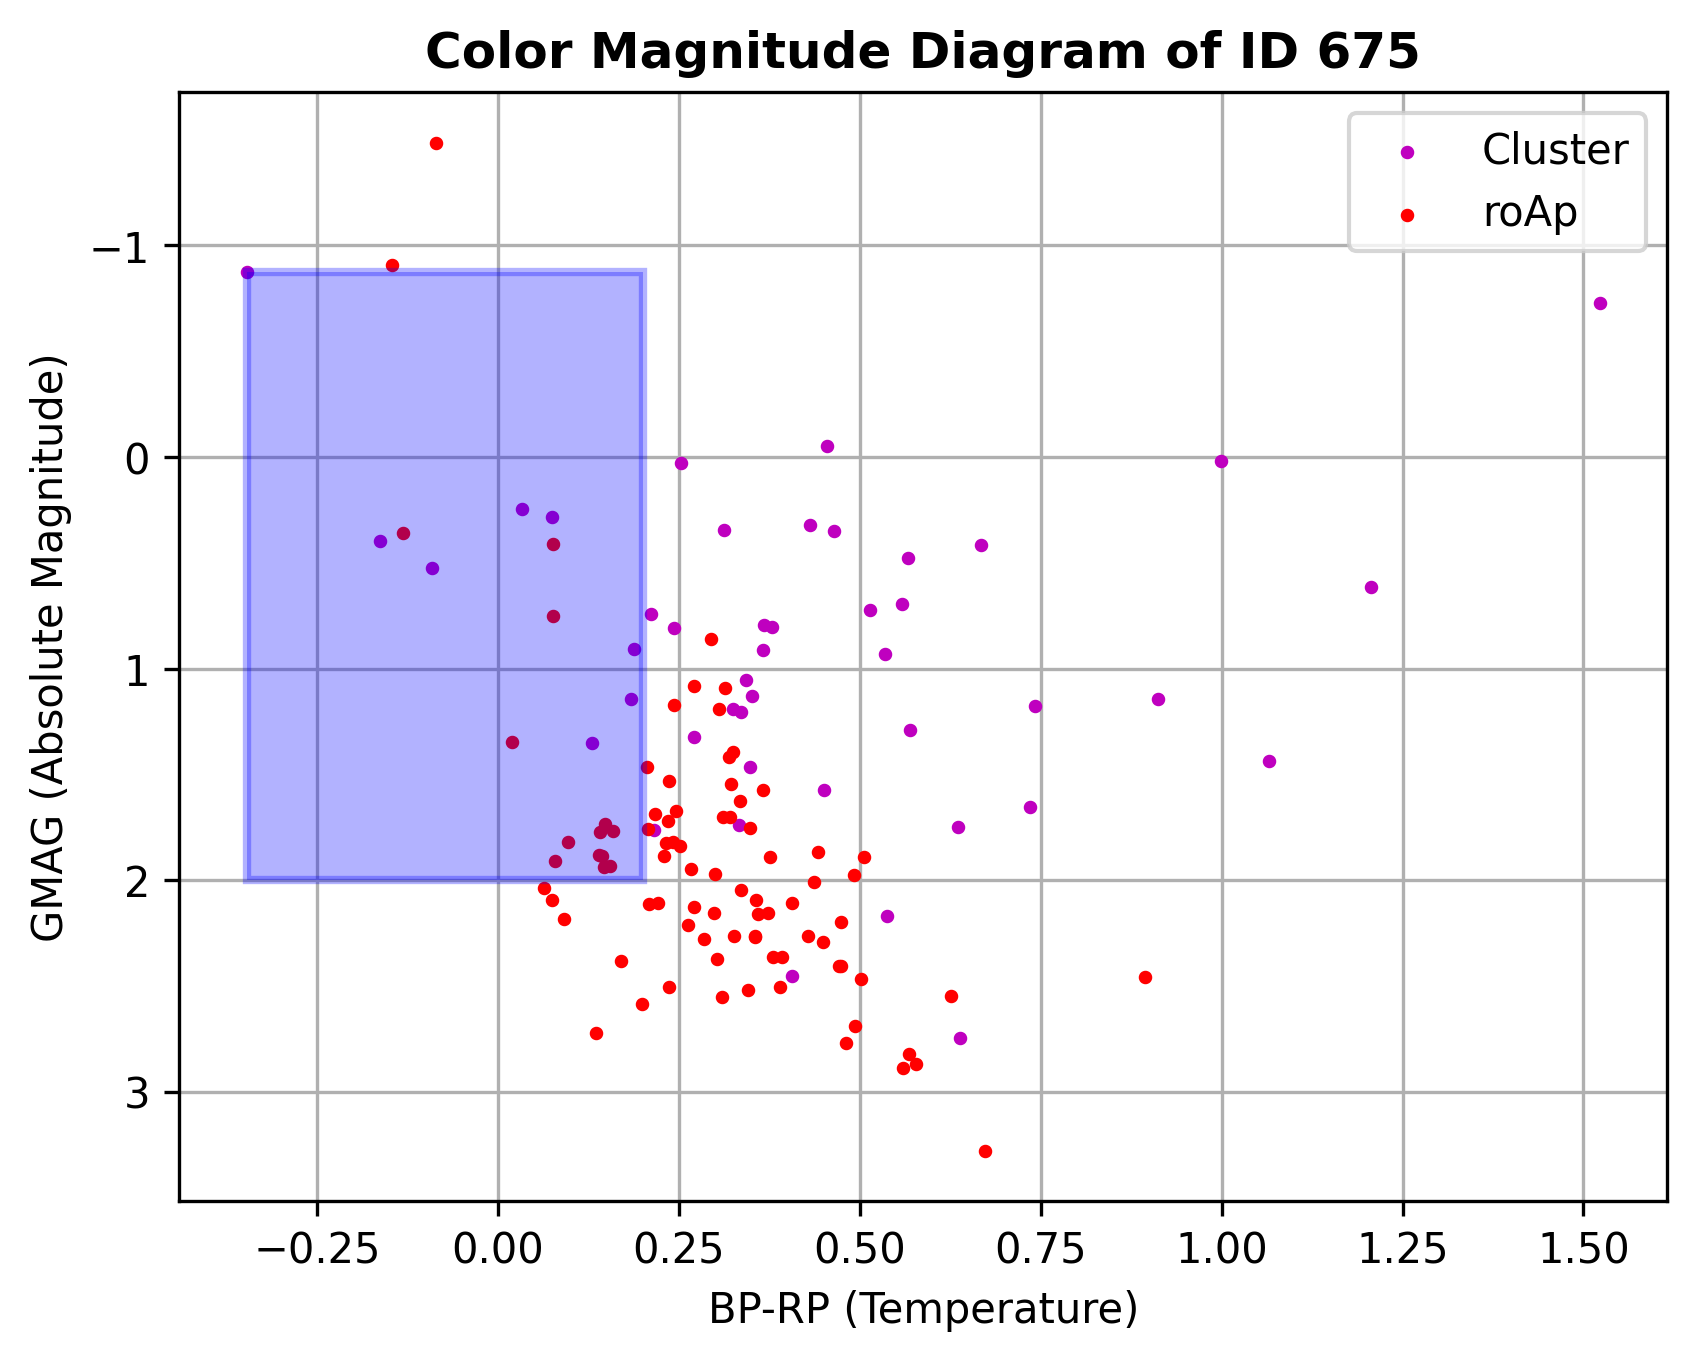 Color Magnitude Diagram of ID 675
Cluster
roAp
GMAG (Absolute Magnitude)
−1
0
1
2
3
−0.25 0.00 0.25 0.50 0.75 1.00 1.25 1.50
BP-RP (Temperature)